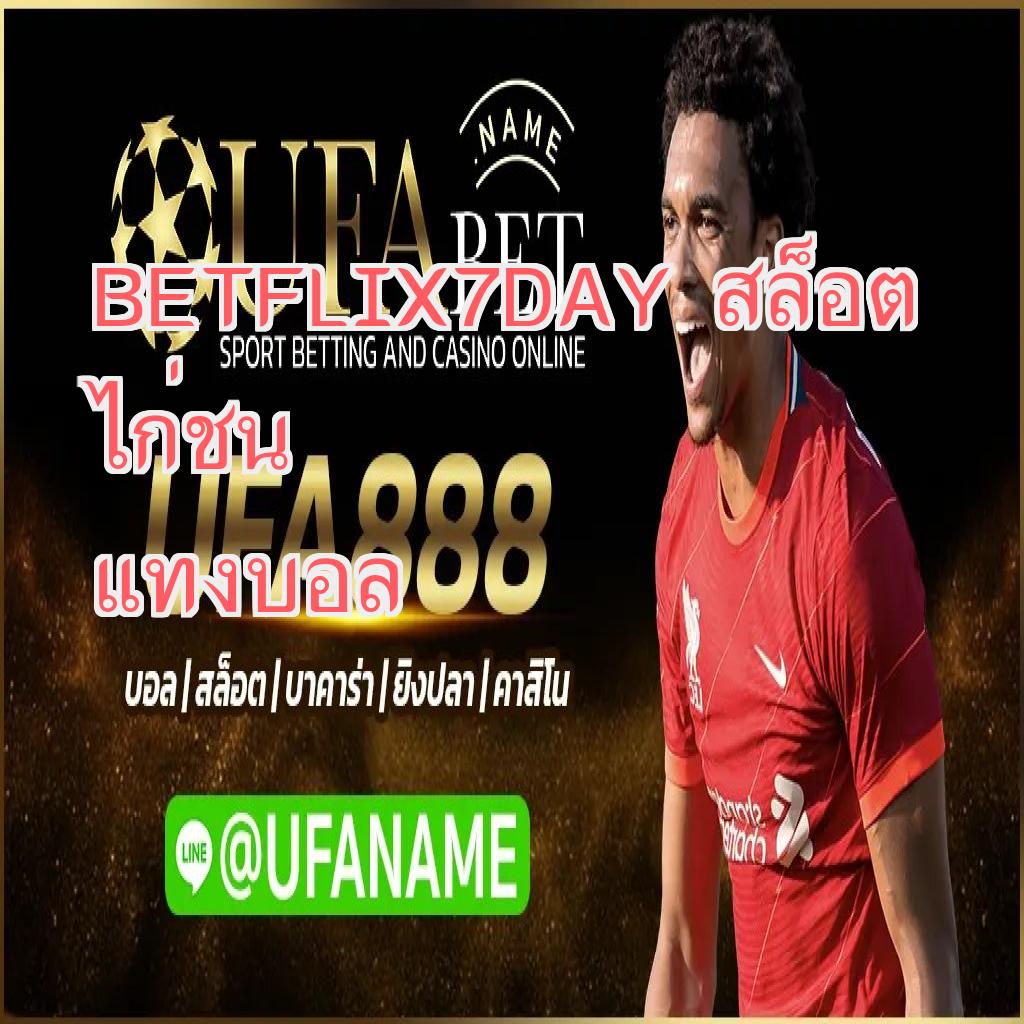 .NAME
UFABET
BETFLIX7DAY สล็อต
SPORT BETTING AND CASINO ONLINE
ไก่ชน
UFA888
แทงบอล
บอล | สล็อต | บาคาร่า | ยิงปลา | คาสิโน
LINE @UFANAME